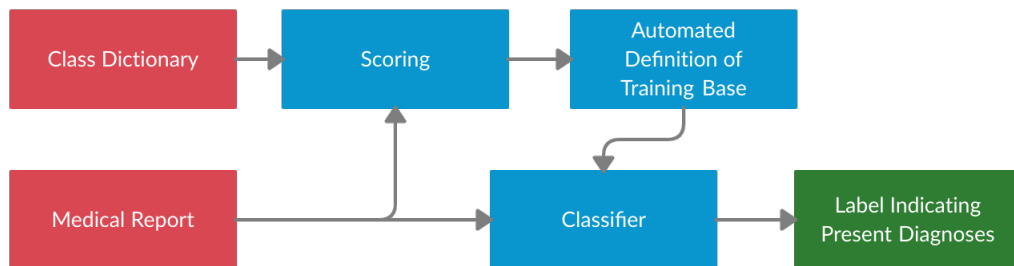 Class Dictionary
Scoring
Automated
Definition of
Training Base
Medical Report
Classifier
Label Indicating
Present Diagnoses